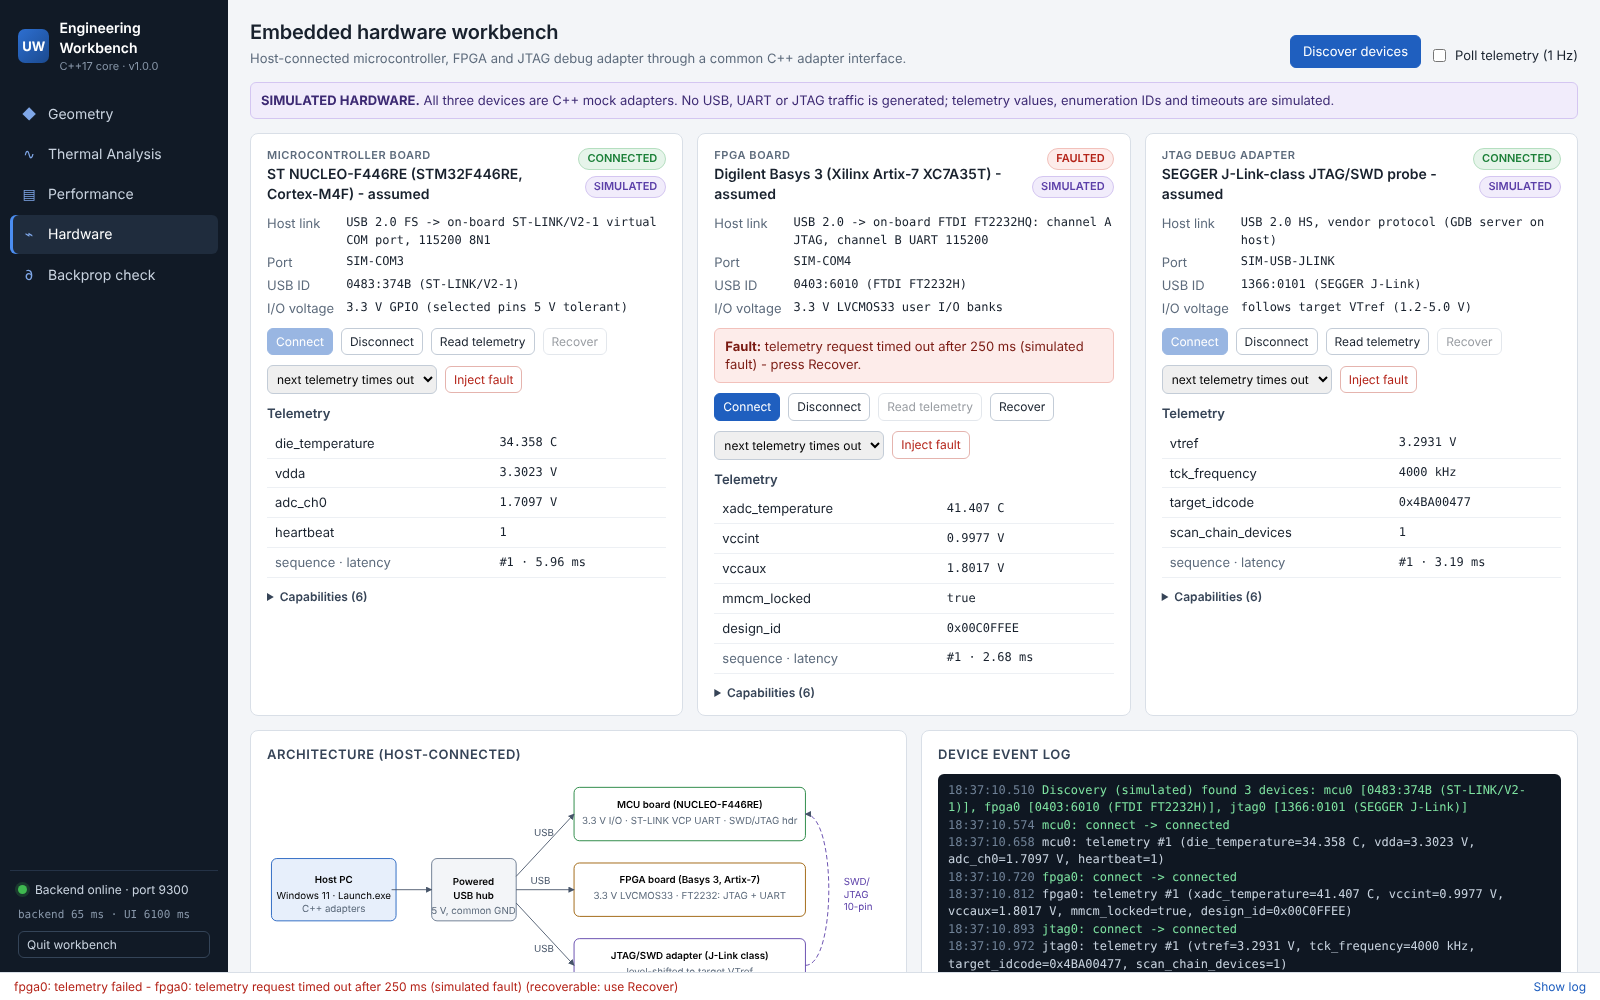 UW
Engineering
Workbench
C++17 core · v1.0.0
Geometry
Thermal Analysis
Performance
Hardware
Backprop check
Backend online · port 9300
backend 65 ms · UI 6100 ms
Quit workbench
Embedded hardware workbench
Host-connected microcontroller, FPGA and JTAG debug adapter through a common C++ adapter interface.
Discover devices
Poll telemetry (1 Hz)
SIMULATED HARDWARE. All three devices are C++ mock adapters. No USB, UART or JTAG traffic is generated; telemetry values, enumeration IDs and timeouts are simulated.
MICROCONTROLLER BOARD
ST NUCLEO-F446RE (STM32F446RE,
Cortex-M4F) - assumed
CONNECTED
SIMULATED
Host link USB 2.0 FS -> on-board ST-LINK/V2-1 virtual
COM port, 115200 8N1
Port SIM-COM3
USB ID 0483:374B (ST-LINK/V2-1)
I/O voltage 3.3 V GPIO (selected pins 5 V tolerant)
Connect Disconnect Read telemetry Recover
next telemetry times out Inject fault
Telemetry
die_temperature 34.358 C
vdda 3.3023 V
adc_ch0 1.7097 V
heartbeat 1
sequence · latency #1 · 5.96 ms
Capabilities (6)
FPGA BOARD
Digilent Basys 3 (Xilinx Artix-7 XC7A35T) -
assumed
FAULTED
SIMULATED
Host link USB 2.0 -> on-board FTDI FT2232HQ: channel A
JTAG, channel B UART 115200
Port SIM-COM4
USB ID 0403:6010 (FTDI FT2232H)
I/O voltage 3.3 V LVCMOS33 user I/O banks
Fault: telemetry request timed out after 250 ms (simulated
fault) - press Recover.
Connect Disconnect Read telemetry Recover
next telemetry times out Inject fault
Telemetry
xadc_temperature 41.407 C
vccint 0.9977 V
vccaux 1.8017 V
mmcm_locked true
design_id 0x00C0FFEE
sequence · latency #1 · 2.68 ms
Capabilities (6)
JTAG DEBUG ADAPTER
SEGGER J-Link-class JTAG/SWD probe -
assumed
CONNECTED
SIMULATED
Host link USB 2.0 HS, vendor protocol (GDB server on
host)
Port SIM-USB-JLINK
USB ID 1366:0101 (SEGGER J-Link)
I/O voltage follows target VTref (1.2-5.0 V)
Connect Disconnect Read telemetry Recover
next telemetry times out Inject fault
Telemetry
vtref 3.2931 V
tck_frequency 4000 kHz
target_idcode 0x4BA00477
scan_chain_devices 1
sequence · latency #1 · 3.19 ms
Capabilities (6)
ARCHITECTURE (HOST-CONNECTED)
Host PC
Windows 11 · Launch.exe
C++ adapters
Powered
USB hub
5 V, common GND
USB
USB
USB
MCU board (NUCLEO-F446RE)
3.3 V I/O · ST-LINK VCP UART · SWD/JTAG hdr
FPGA board (Basys 3, Artix-7)
3.3 V LVCMOS33 · FT2232: JTAG + UART
JTAG/SWD adapter (J-Link class)
level-shifted to target VTref
SWD/
JTAG
10-pin
DEVICE EVENT LOG
18:37:10.510 Discovery (simulated) found 3 devices: mcu0 [0483:374B (ST-LINK/V2-
1)], fpga0 [0403:6010 (FTDI FT2232H)], jtag0 [1366:0101 (SEGGER J-Link)]
18:37:10.574 mcu0: connect -> connected
18:37:10.658 mcu0: telemetry #1 (die_temperature=34.358 C, vdda=3.3023 V,
adc_ch0=1.7097 V, heartbeat=1)
18:37:10.720 fpga0: connect -> connected
18:37:10.812 fpga0: telemetry #1 (xadc_temperature=41.407 C, vccint=0.9977 V,
vccaux=1.8017 V, mmcm_locked=true, design_id=0x00C0FFEE)
18:37:10.893 jtag0: connect -> connected
18:37:10.972 jtag0: telemetry #1 (vtref=3.2931 V, tck_frequency=4000 kHz,
target_idcode=0x4BA00477, scan_chain_devices=1)
fpga0: telemetry failed - fpga0: telemetry request timed out after 250 ms (simulated fault) (recoverable: use Recover)
Show log